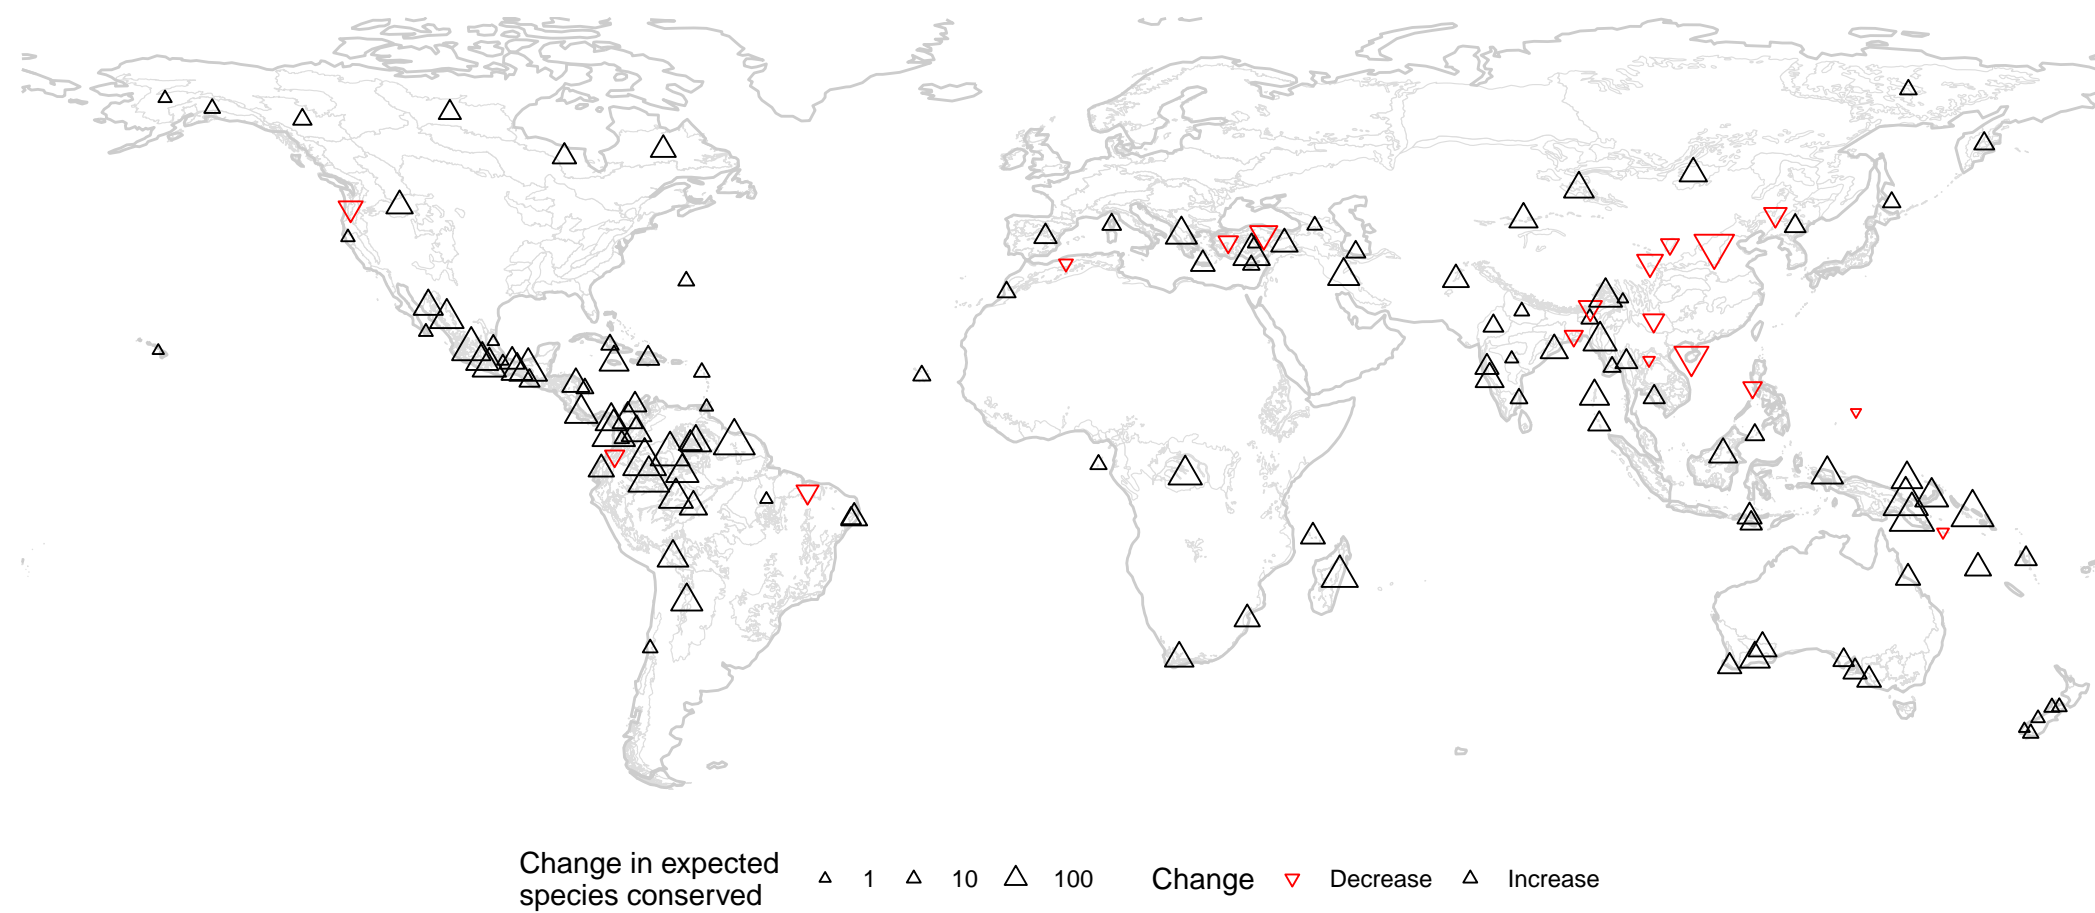 Change in expected
species conserved
1 10 100 Change Decrease Increase